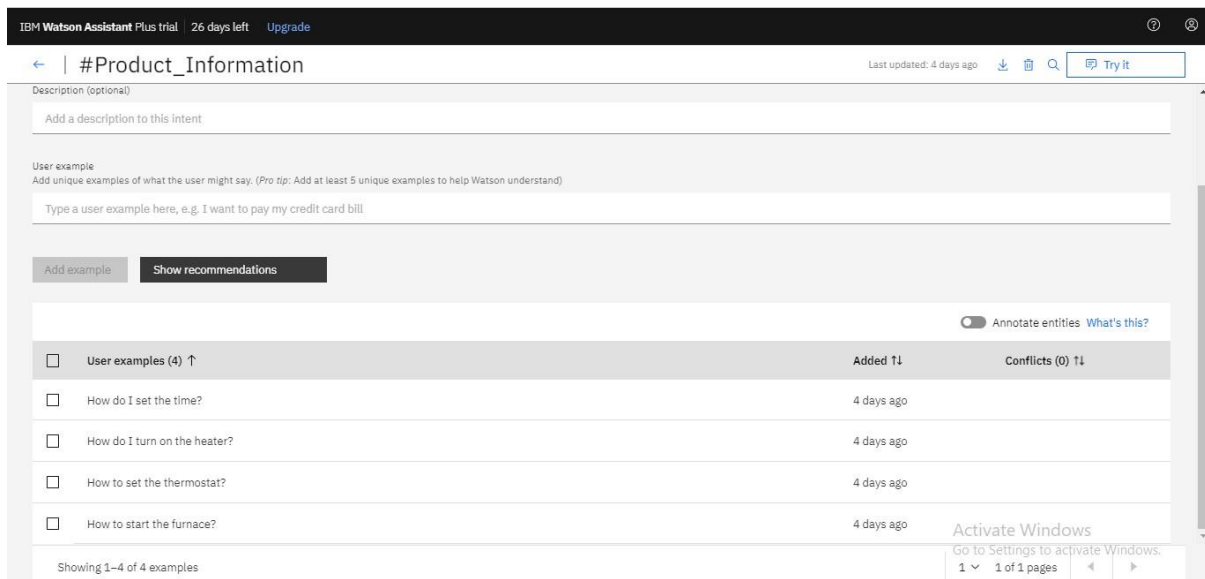 IBM Watson Assistant Plus trial 26 days left Upgrade
#Product_Information
Last updated: 4 days ago
Try it
Description (optional)
Add a description to this intent
User example
Add unique examples of what the user might say. (Pro tip: Add at least 5 unique examples to help Watson understand)
Type a user example here, e.g. I want to pay my credit card bill
Add example
Show recommendations
Annotate entities What's this?
User examples (4) ↑ Added ↑↓ Conflicts (0) ↑↓
How do I set the time? 4 days ago
How do I turn on the heater? 4 days ago
How to set the thermostat? 4 days ago
How to start the furnace? 4 days ago
Activate Windows
Go to Settings to activate Windows.
Showing 1–4 of 4 examples 1 1 of 1 pages